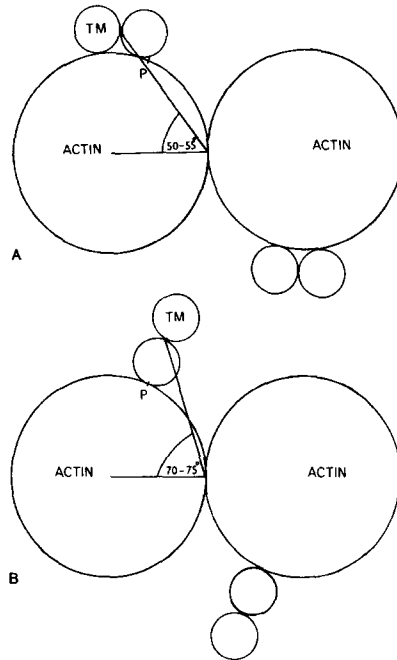 TM
P
50-55°
ACTIN
ACTIN
A
TM
P
70-75°
ACTIN
ACTIN
B